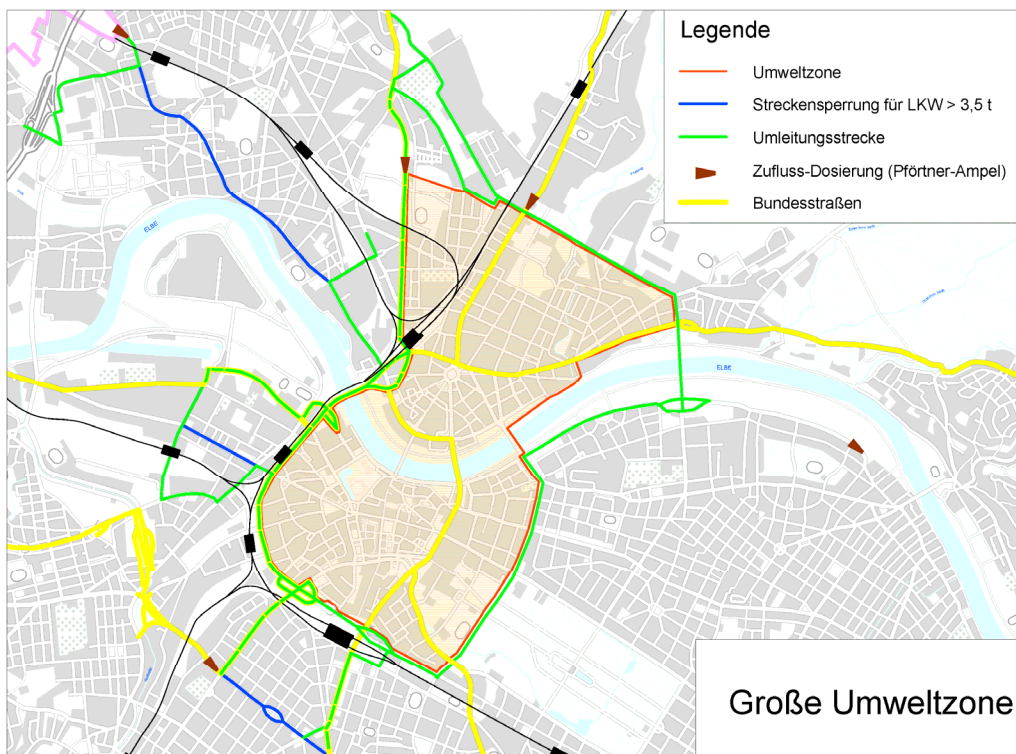 Legende
Umweltzone
Streckensperrung für LKW > 3,5 t
Umleitungsstrecke
Zufluss-Dosierung (Pförtner-Ampel)
Bundesstraßen
ELBE
ELBE
Große Umweltzone